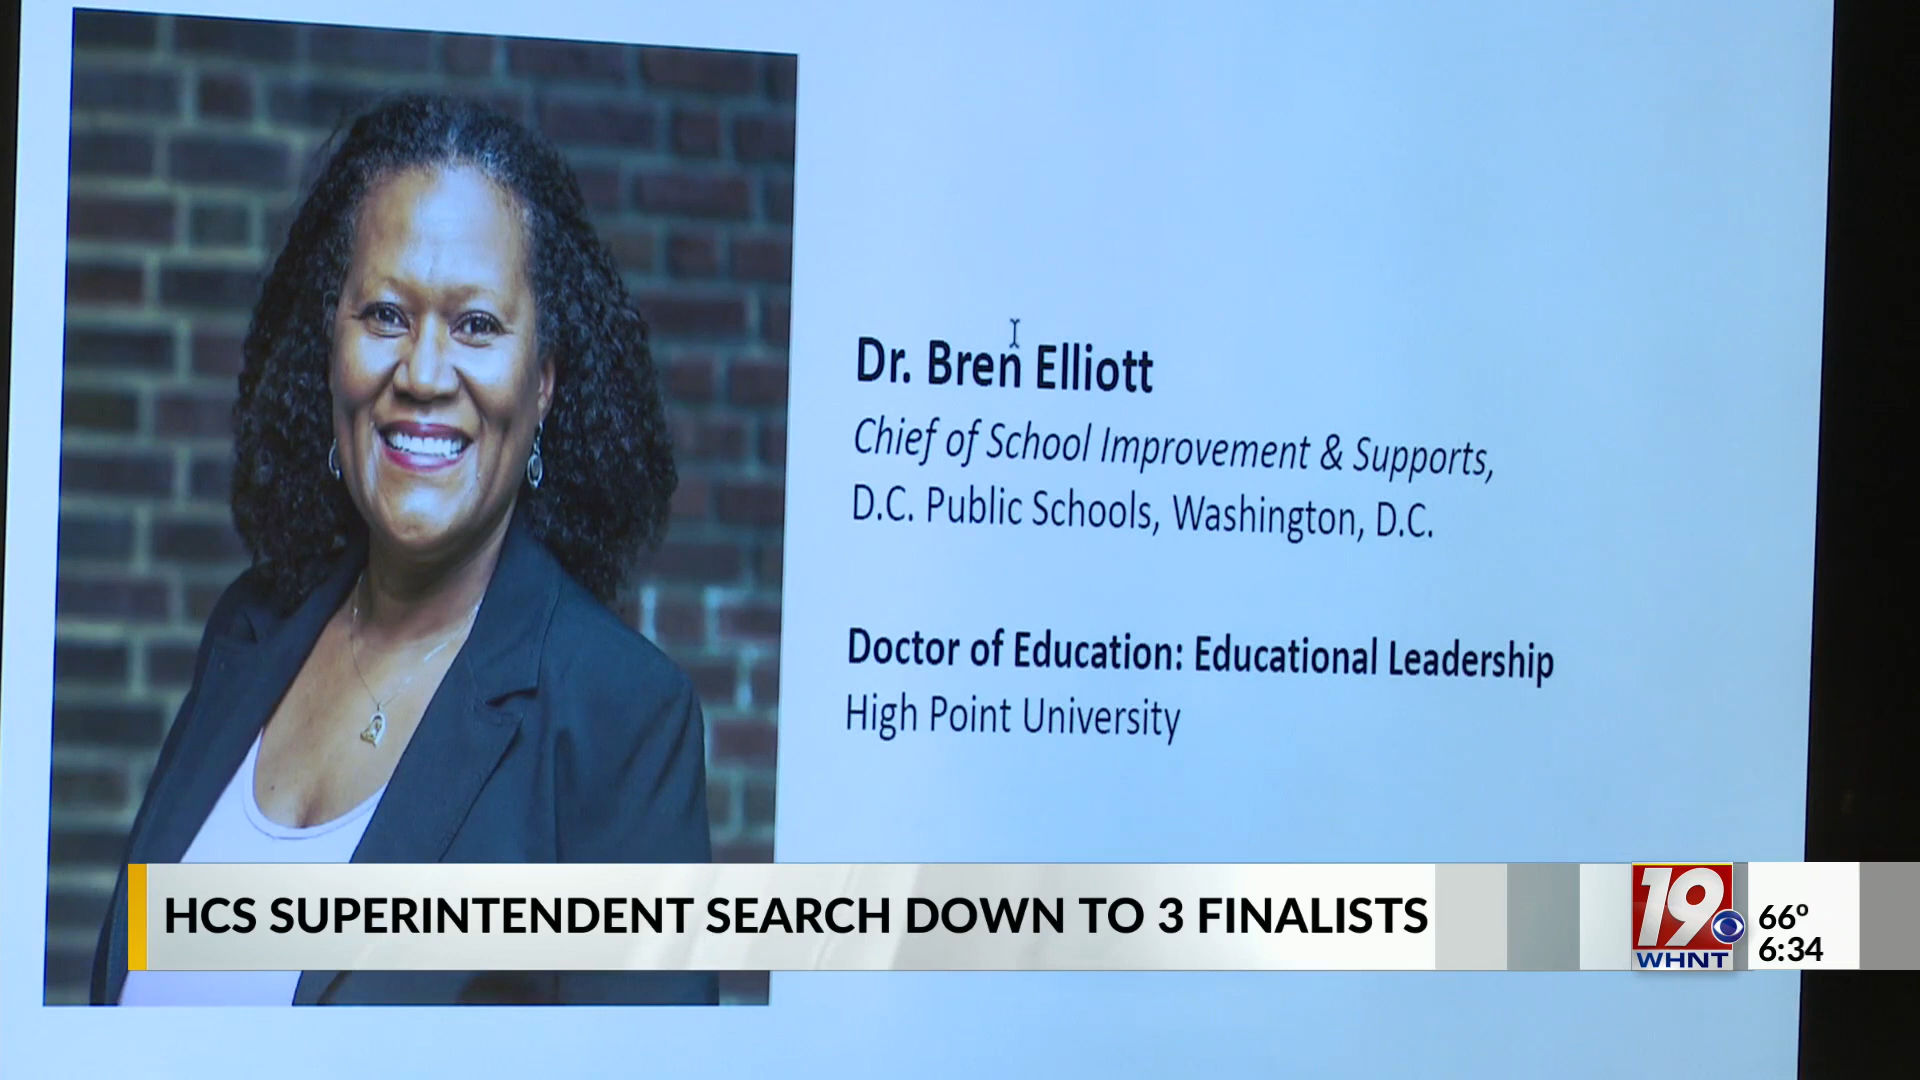 Dr. Bren Elliott
Chief of School Improvement & Supports,
D.C. Public Schools, Washington, D.C.
Doctor of Education: Educational Leadership
High Point University
HCS SUPERINTENDENT SEARCH DOWN TO 3 FINALISTS
19
WHNT
66º
6:34